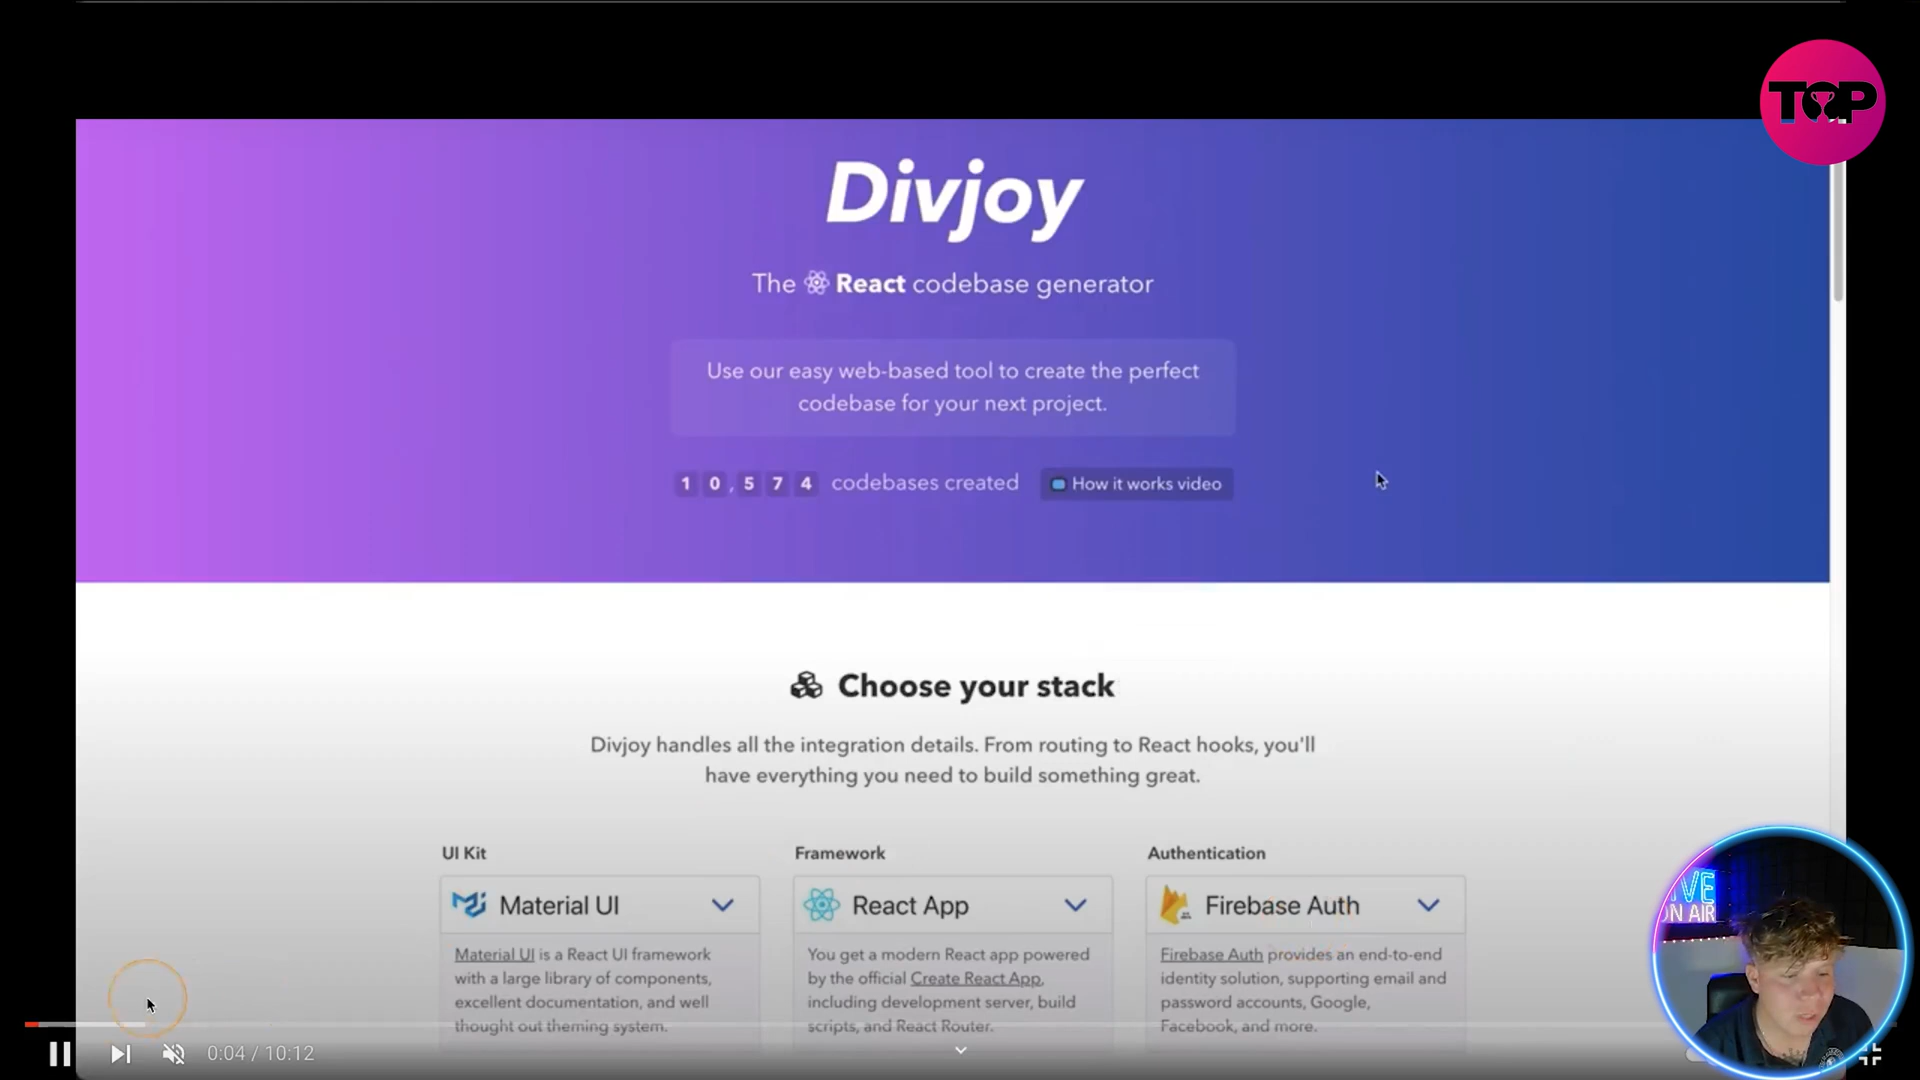 TOP
Divjoy
The React codebase generator
Use our easy web-based tool to create the perfect
codebase for your next project.
10,574 codebases created How it works video
Choose your stack
Divjoy handles all the integration details. From routing to React hooks, you'll
have everything you need to build something great.
UI Kit
Material UI
Material UI is a React UI framework
with a large library of components,
excellent documentation, and well
thought out theming system.
Framework
React App
You get a modern React app powered
by the official Create React App,
including development server, build
scripts, and React Router.
Authentication
Firebase Auth
Firebase Auth provides an end-to-end
identity solution, supporting email and
password accounts, Google,
Facebook, and more.
ON AIR
0:04 / 10:12